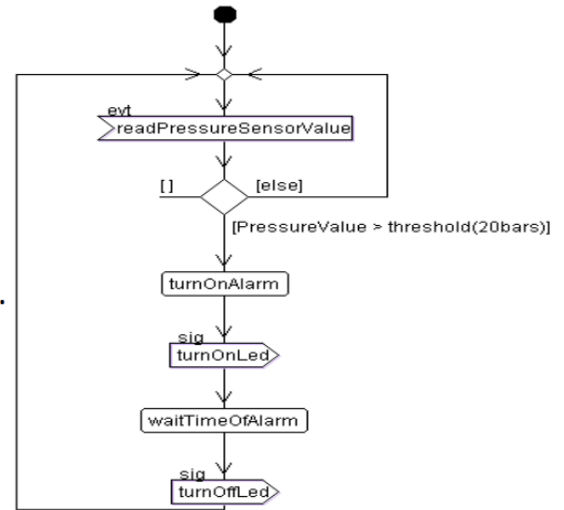 evt
readPressureSensorValue
[] [else]
[PressureValue > threshold(20bars)]
turnOnAlarm
.
sig
turnOnLed
waitTimeOfAlarm
sig
turnOffLed